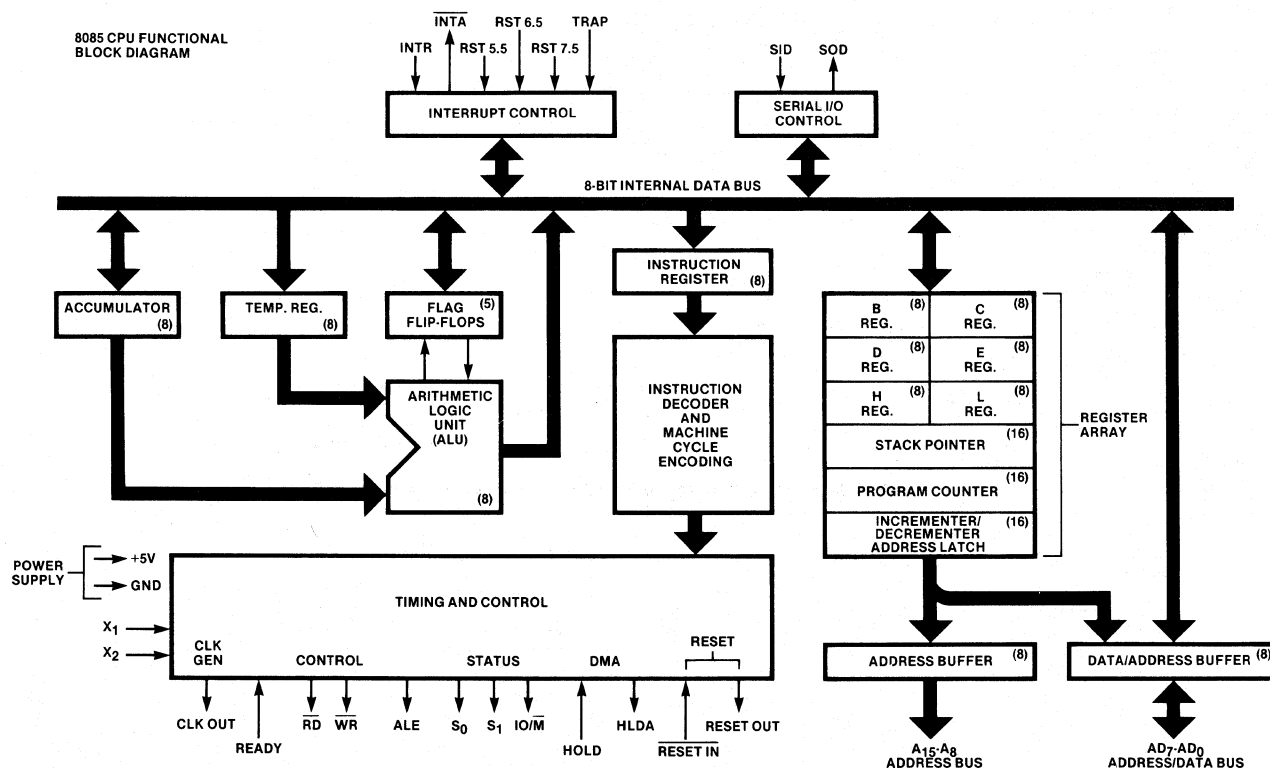 8085 CPU FUNCTIONAL
BLOCK DIAGRAM
INTR
I̅N̅T̅A̅
RST 5.5
RST 6.5
RST 7.5
TRAP
SID
SOD
INTERRUPT CONTROL
SERIAL I/O
CONTROL
8-BIT INTERNAL DATA BUS
ACCUMULATOR
(8)
TEMP. REG.
(8)
(5)
FLAG
FLIP-FLOPS
INSTRUCTION
REGISTER
(8)
ARITHMETIC
LOGIC
UNIT
(ALU)
(8)
INSTRUCTION
DECODER
AND
MACHINE
CYCLE
ENCODING
B (8)
REG.
C (8)
REG.
D (8)
REG.
E (8)
REG.
H (8)
REG.
L (8)
REG.
STACK POINTER (16)
PROGRAM COUNTER (16)
INCREMENTER/ (16)
DECREMENTER
ADDRESS LATCH
REGISTER
ARRAY
POWER
SUPPLY
+5V
GND
X₁
X₂
TIMING AND CONTROL
CLK
GEN
CONTROL
STATUS
DMA
RESET
CLK OUT
READY
R̅D̅
W̅R̅
ALE
S₀
S₁
IO/M̅
HOLD
HLDA
R̅E̅S̅E̅T̅ I̅N̅
RESET OUT
ADDRESS BUFFER (8)
DATA/ADDRESS BUFFER (8)
A₁₅-A₈
ADDRESS BUS
AD₇-AD₀
ADDRESS/DATA BUS